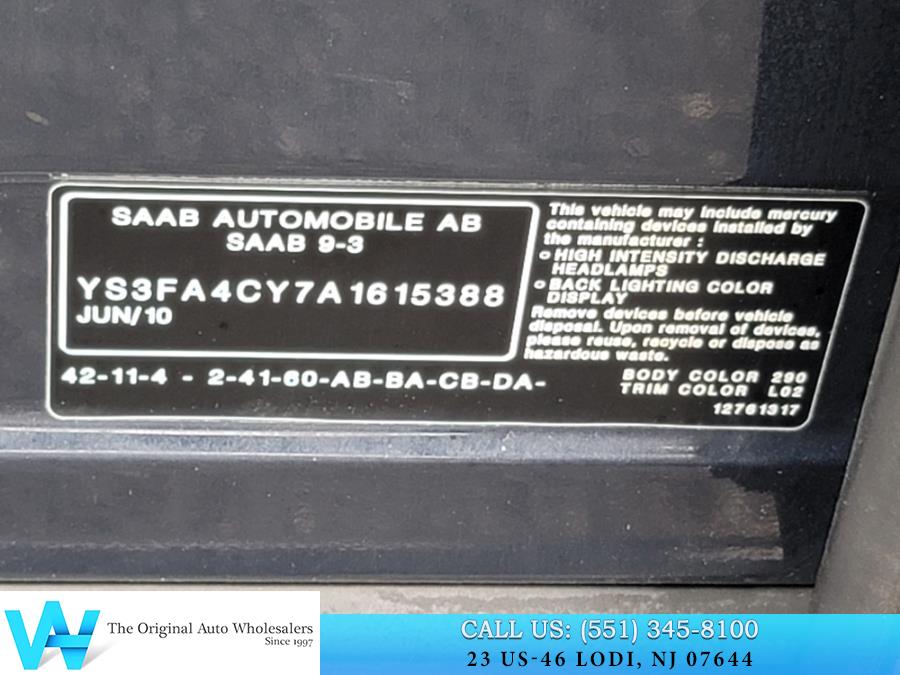 SAAB AUTOMOBILE AB
SAAB 9-3
YS3FA4CY7A1615388
JUN/10
42-11-4 - 2-41-60-AB-BA-CB-DA-
This vehicle may include mercury
containing devices installed by
the manufacturer :
o HIGH INTENSITY DISCHARGE
HEADLAMPS
o BACK LIGHTING COLOR
DISPLAY
Remove devices before vehicle
disposal. Upon removal of devices,
please reuse, recycle or dispose as
hazardous waste.
BODY COLOR 290
TRIM COLOR L02
12761317
The Original Auto Wholesalers
Since 1997
CALL US: (551) 345-8100
23 US-46 LODI, NJ 07644